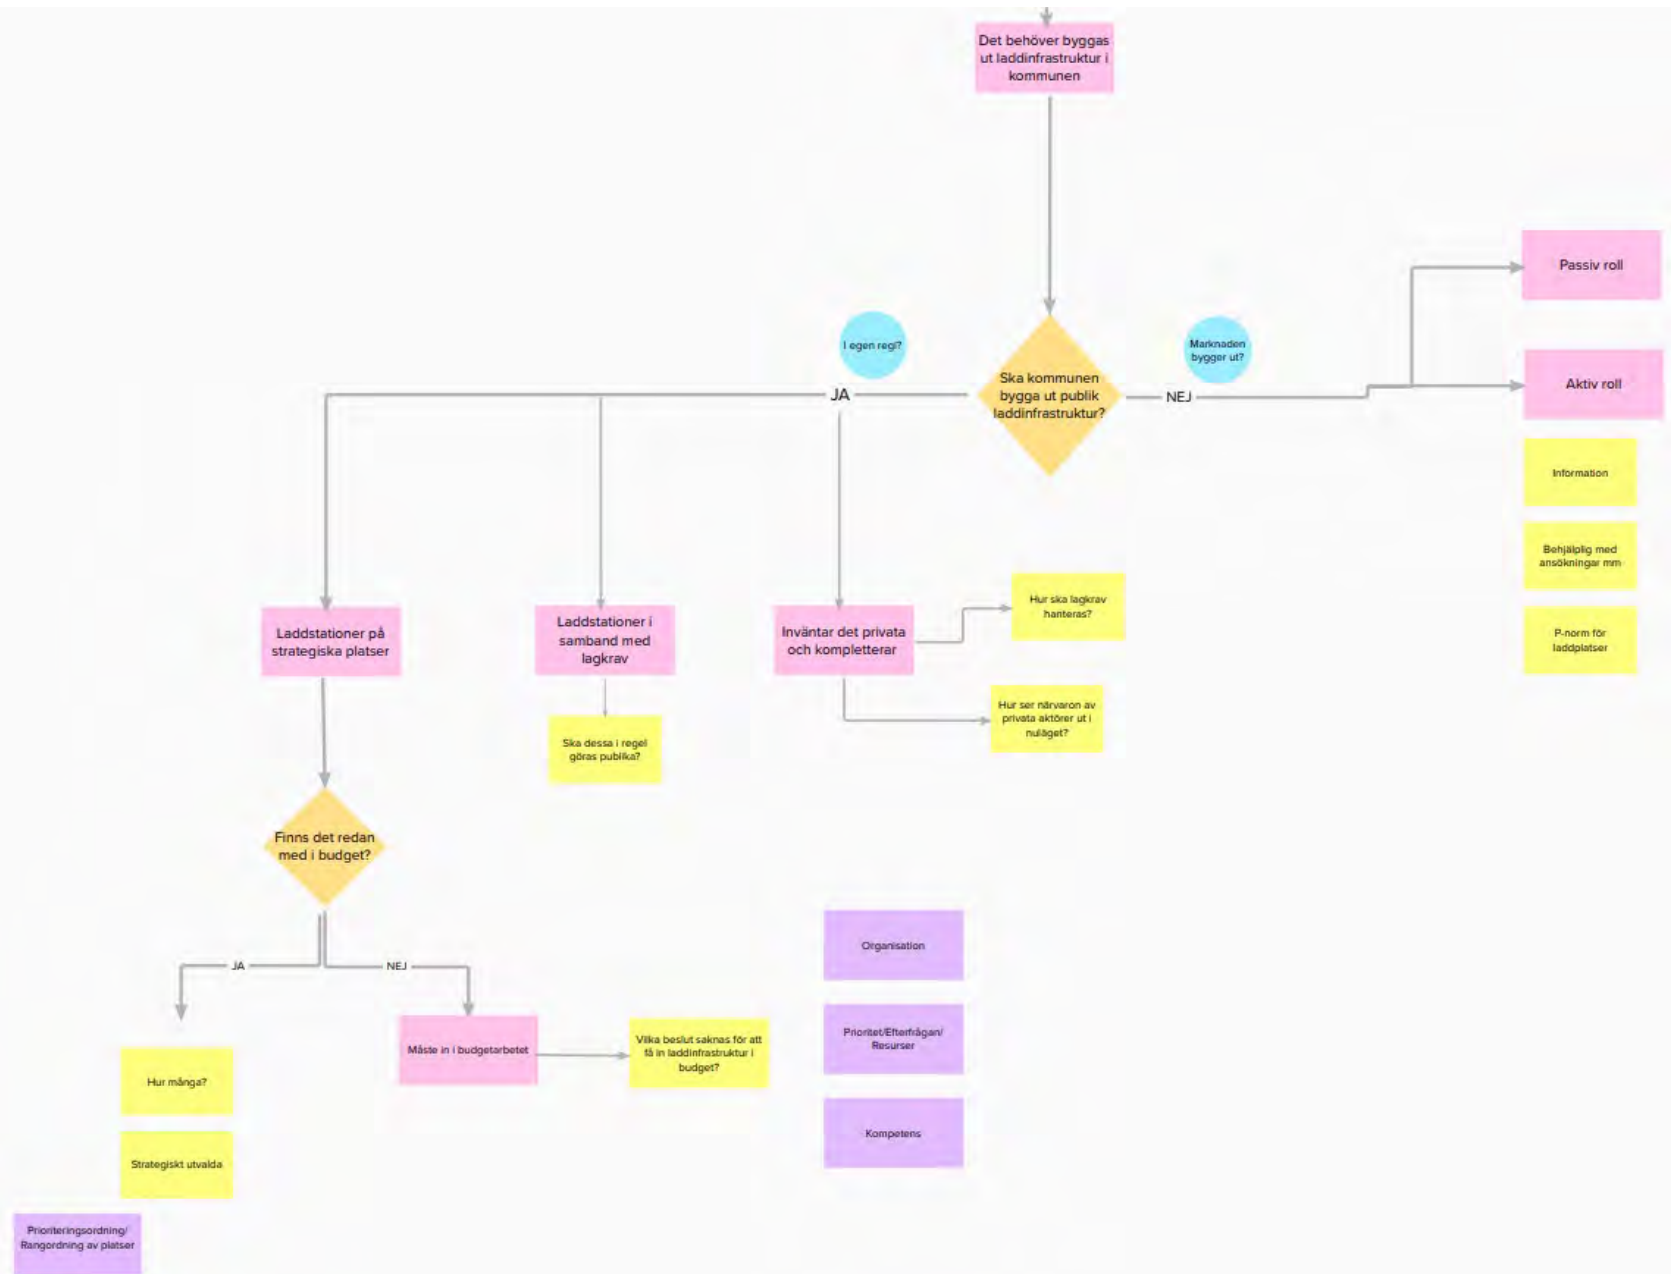 Det behöver byggas
ut laddinfrastruktur i
kommunen
Passiv roll
I egen regi?
Marknaden
bygger ut?
Ska kommunen
bygga ut publik
laddinfrastruktur?
JA
NEJ
Aktiv roll
Information
Behjälplig med
ansökningar mm
P-norm för
laddplatser
Laddstationer på
strategiska platser
Laddstationer i
samband med
lagkrav
Inväntar det privata
och kompletterar
Hur ska lagkrav
hanteras?
Hur ser närvaron av
privata aktörer ut i
nuläget?
Ska dessa i regel
göras publika?
Finns det redan
med i budget?
JA
NEJ
Måste in i budgetarbetet
Vilka beslut saknas för att
få in laddinfrastruktur i
budget?
Hur många?
Strategiskt utvalda
Prioriteringsordning/
Rangordning av platser
Organisation
Prioritet/Efterfrågan/
Resurser
Kompetens